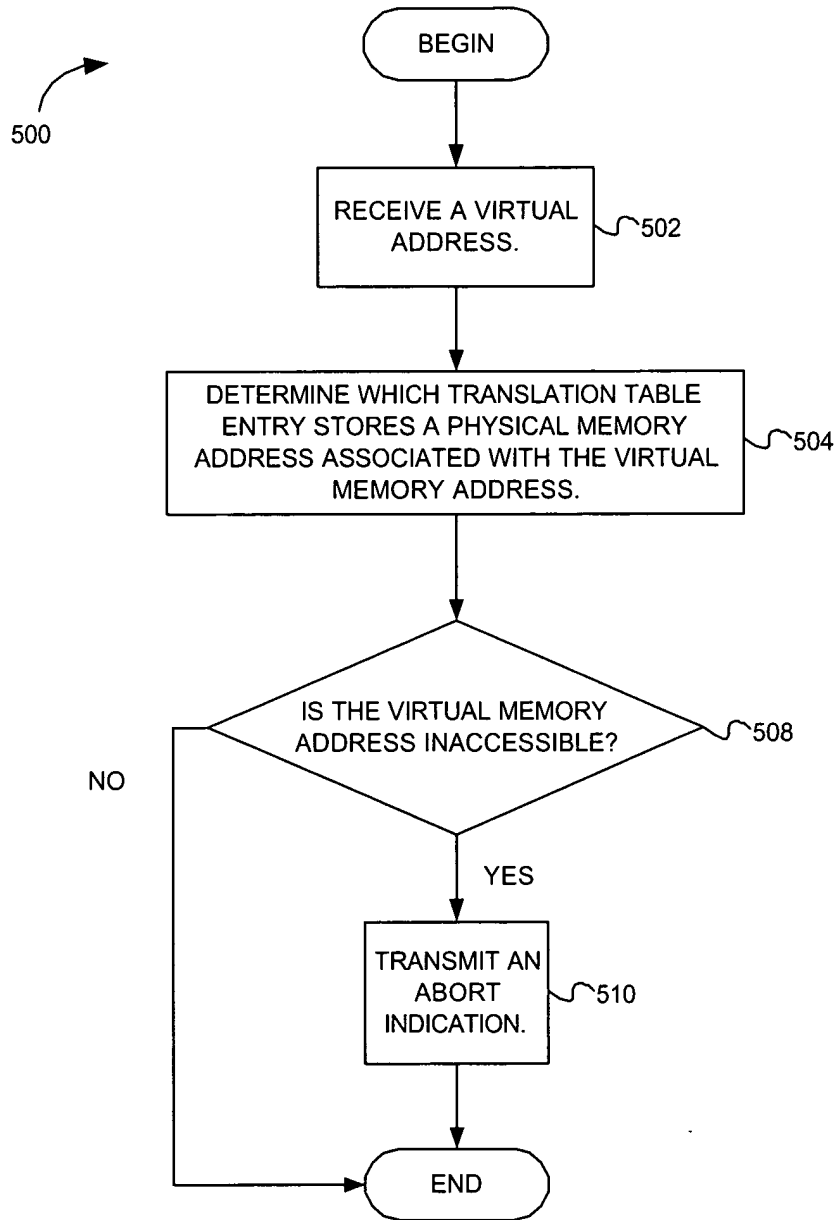 BEGIN
500
RECEIVE A VIRTUAL
ADDRESS.
502
DETERMINE WHICH TRANSLATION TABLE
ENTRY STORES A PHYSICAL MEMORY
ADDRESS ASSOCIATED WITH THE VIRTUAL
MEMORY ADDRESS.
504
IS THE VIRTUAL MEMORY
ADDRESS INACCESSIBLE?
508
NO
YES
TRANSMIT AN
ABORT
INDICATION.
510
END